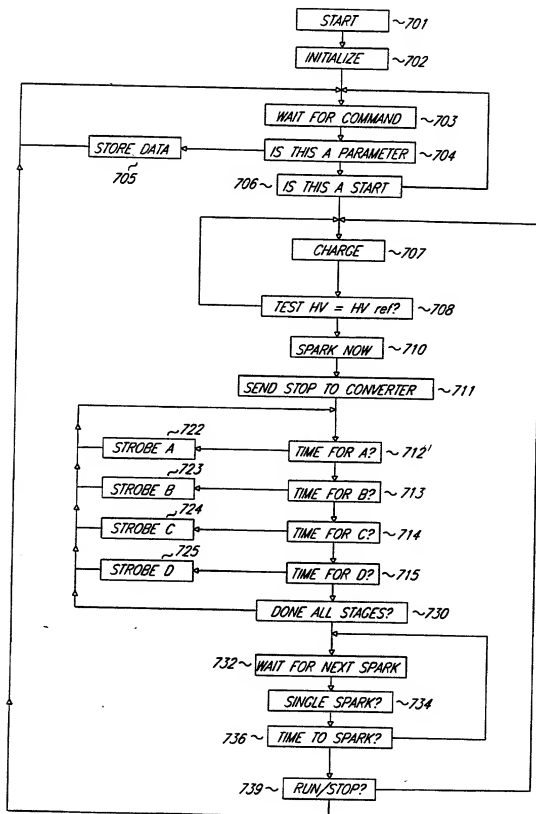 START ~701
INITIALIZE ~702
WAIT FOR COMMAND ~703
STORE DATA
705
IS THIS A PARAMETER ~704
706~ IS THIS A START
CHARGE ~707
TEST HV = HV ref? ~708
SPARK NOW ~710
SEND STOP TO CONVERTER ~711
722
STROBE A
TIME FOR A? ~712'
723
STROBE B
TIME FOR B? ~713
724
STROBE C
TIME FOR C? ~714
725
STROBE D
TIME FOR D? ~715
DONE ALL STAGES? ~730
732~ WAIT FOR NEXT SPARK
SINGLE SPARK? ~734
736~ TIME TO SPARK?
739~ RUN/STOP?